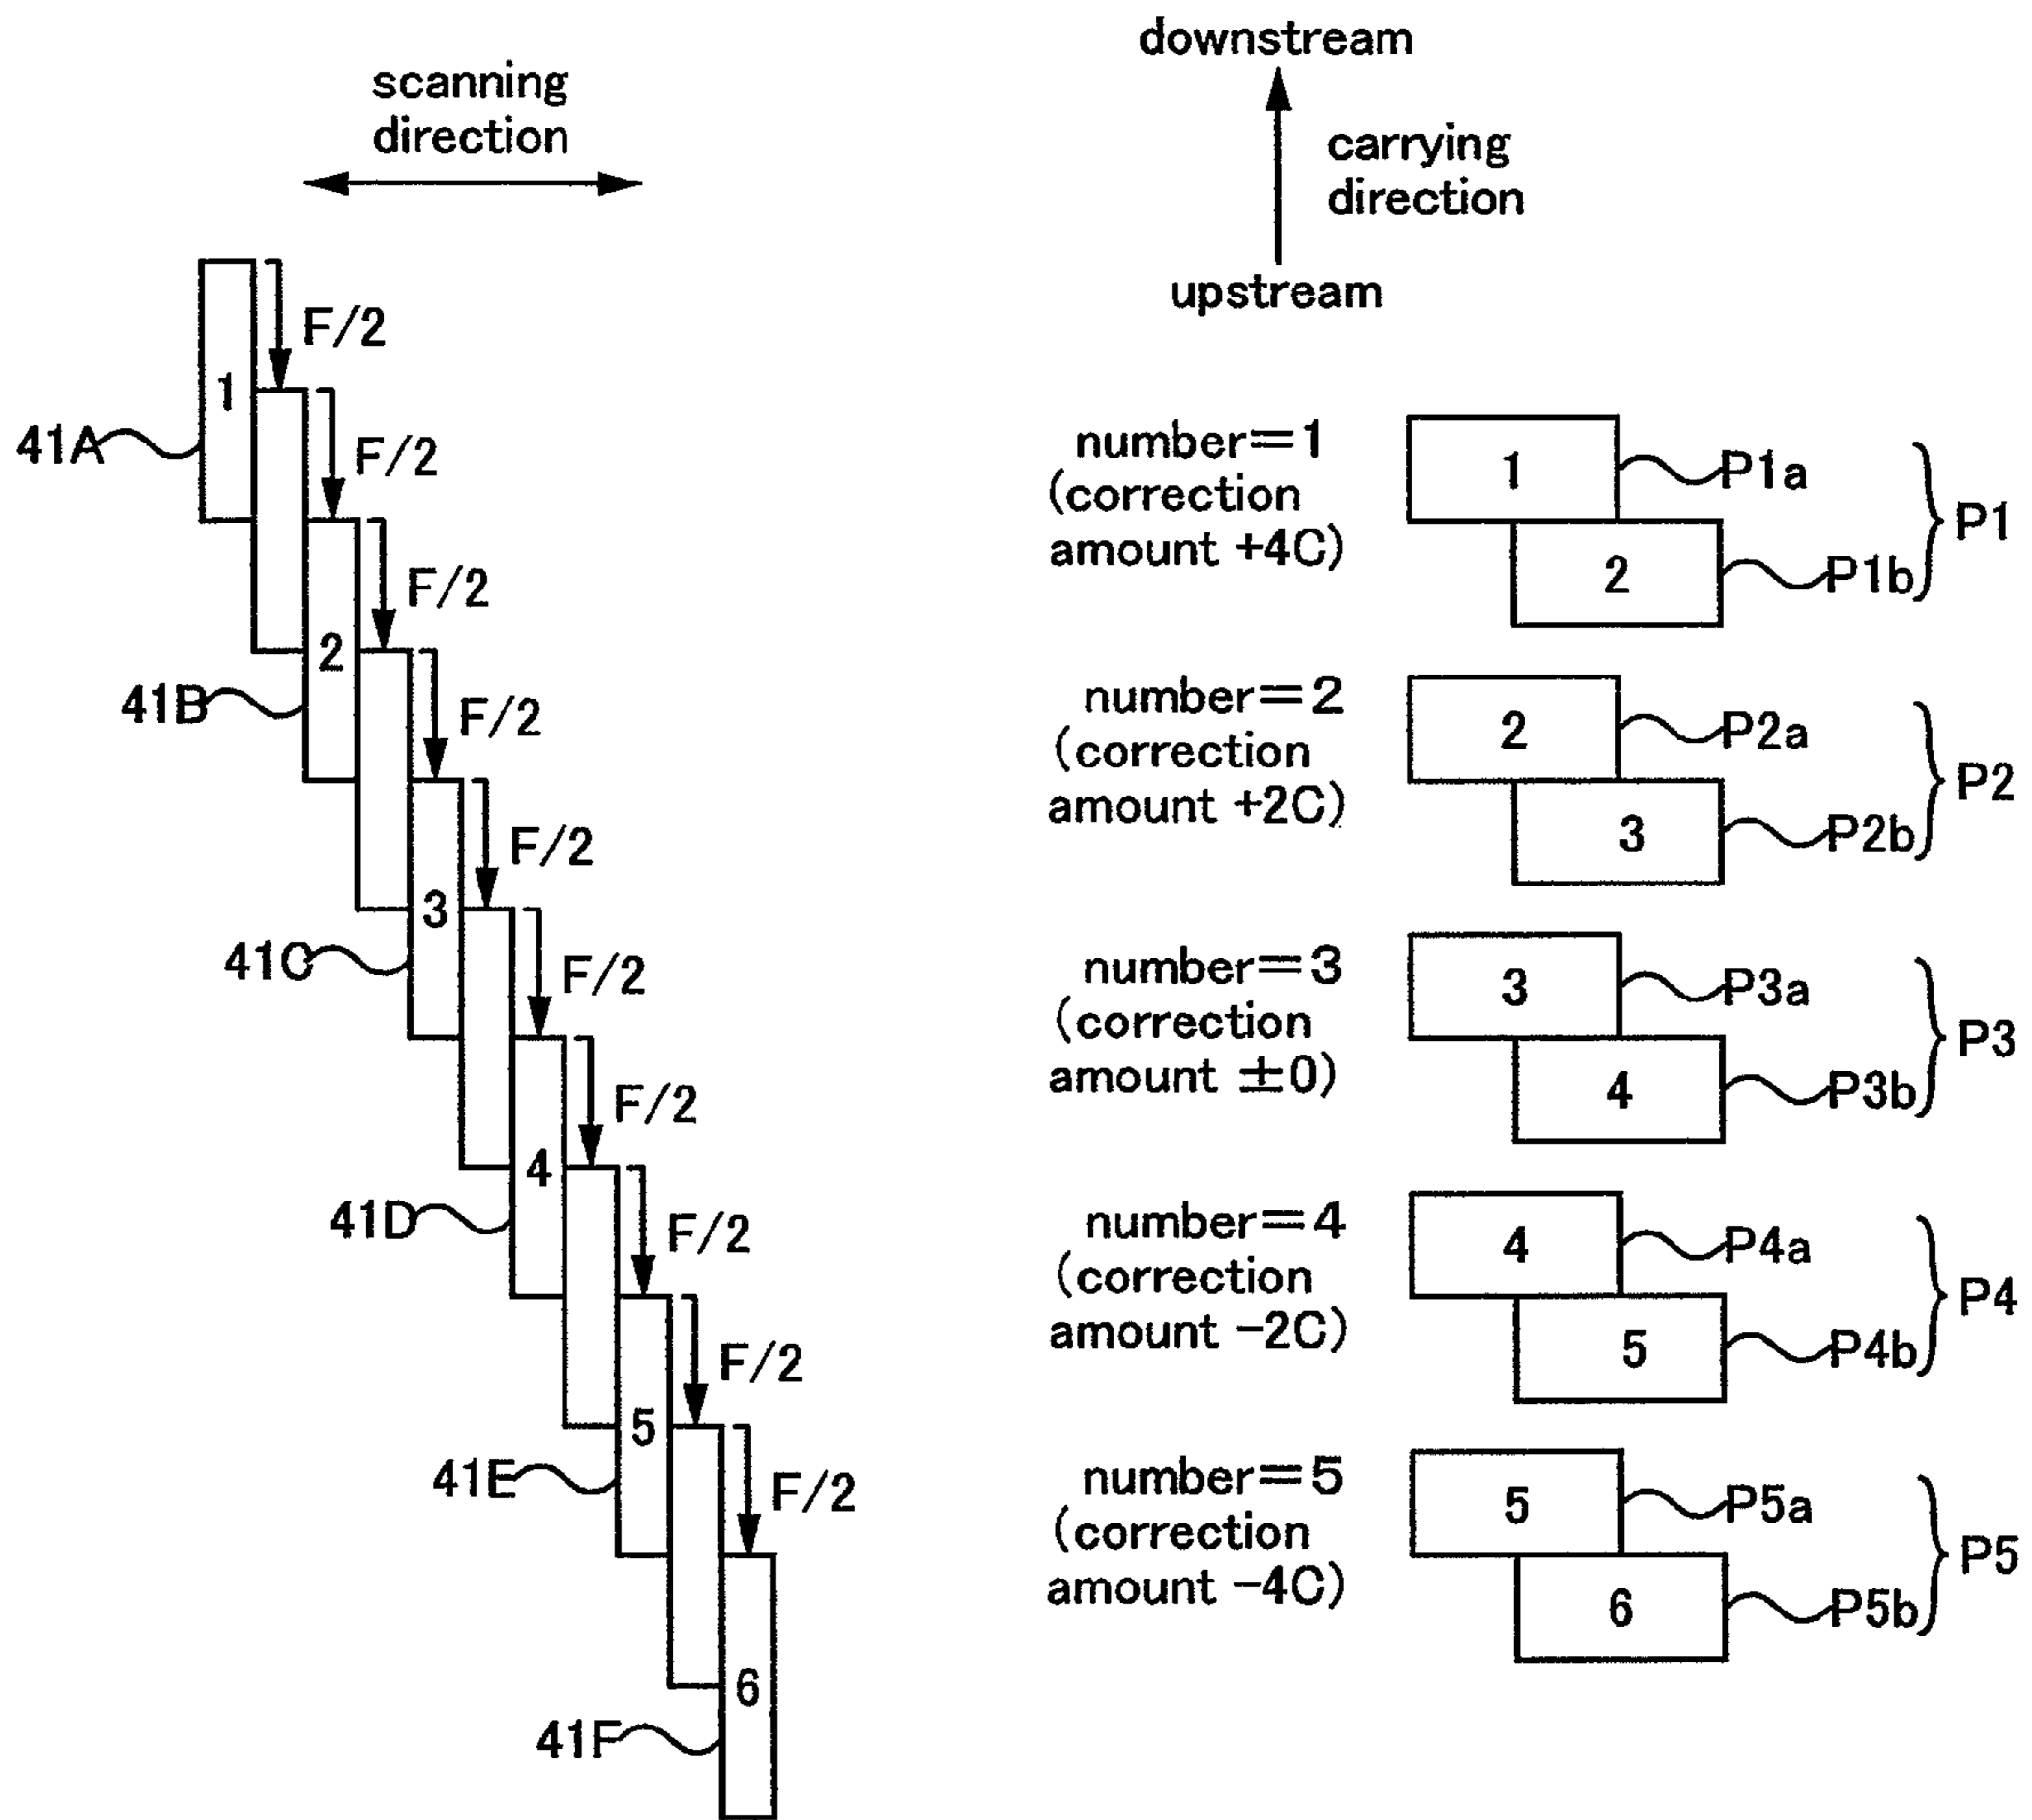 downstream
scanning
direction
carrying
direction
upstream
F/2
1
41A
F/2
F/2
2
41B
F/2
F/2
3
41C
F/2
F/2
4
41D
F/2
F/2
5
41E
F/2
6
41F
number=1
(correction
amount +4C)
1
P1a
2
P1b
P1
number=2
(correction
amount +2C)
2
P2a
3
P2b
P2
number=3
(correction
amount ±0)
3
P3a
4
P3b
P3
number=4
(correction
amount -2C)
4
P4a
5
P4b
P4
number=5
(correction
amount -4C)
5
P5a
6
P5b
P5